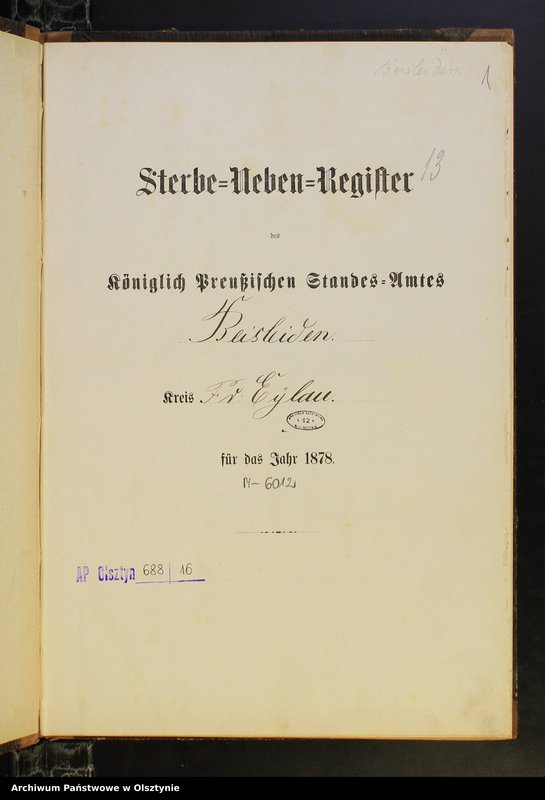 Beisleiden
1
13
Sterbe=Neben=Register
des
Königlich Preußischen Standes=Amtes
Beisleiden.
Kreis Pr: Eylau.
42
für das Jahr 1878.
M-6012
AP Olsztyn 688 | 16
Archiwum Państwowe w Olsztynie